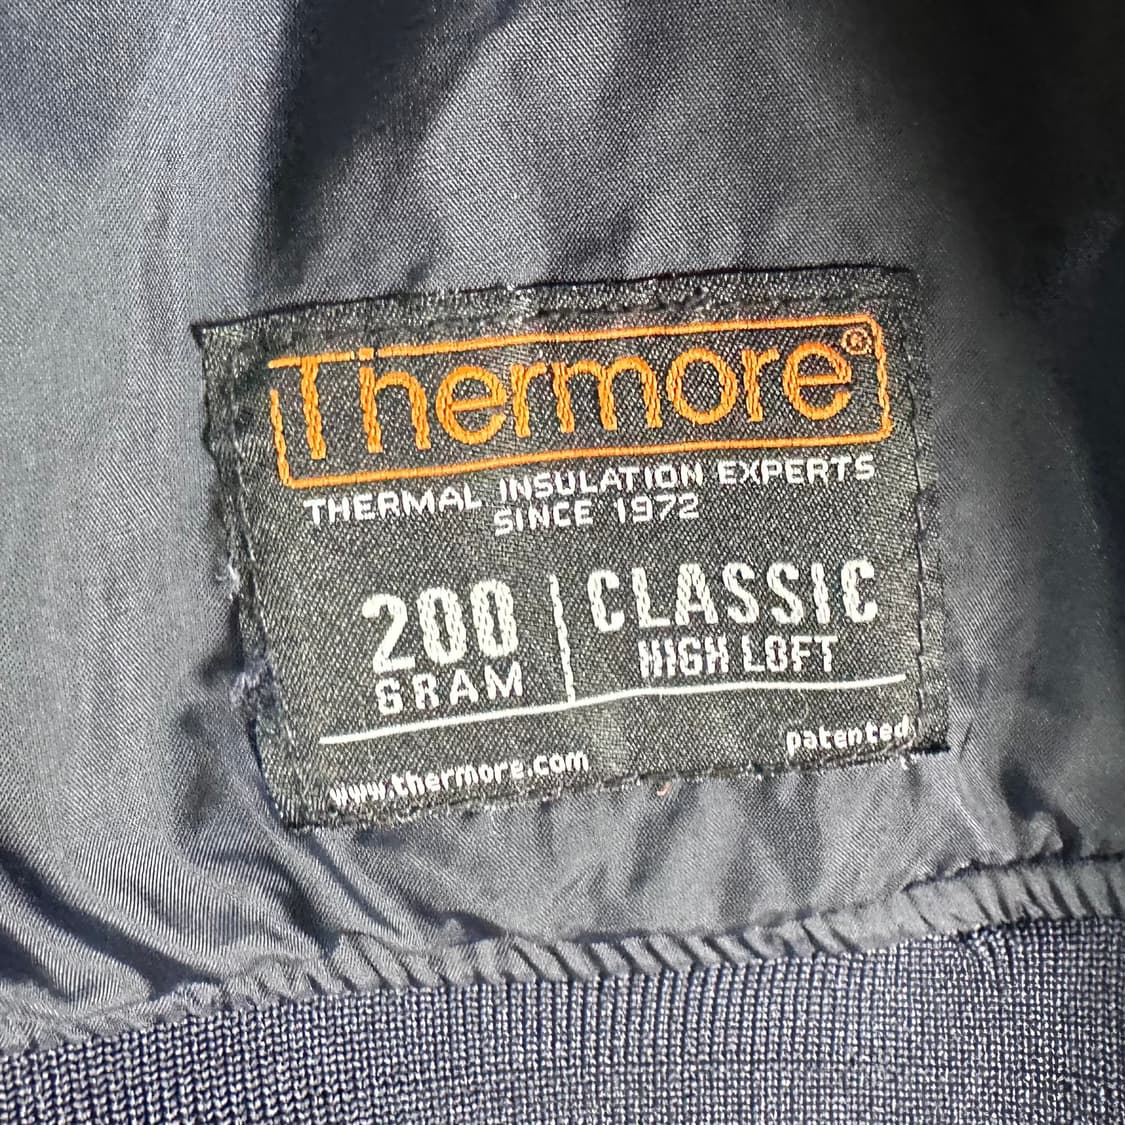 Thermore®
THERMAL INSULATION EXPERTS
SINCE 1972
200
GRAM
CLASSIC
HIGH LOFT
patented
www.thermore.com